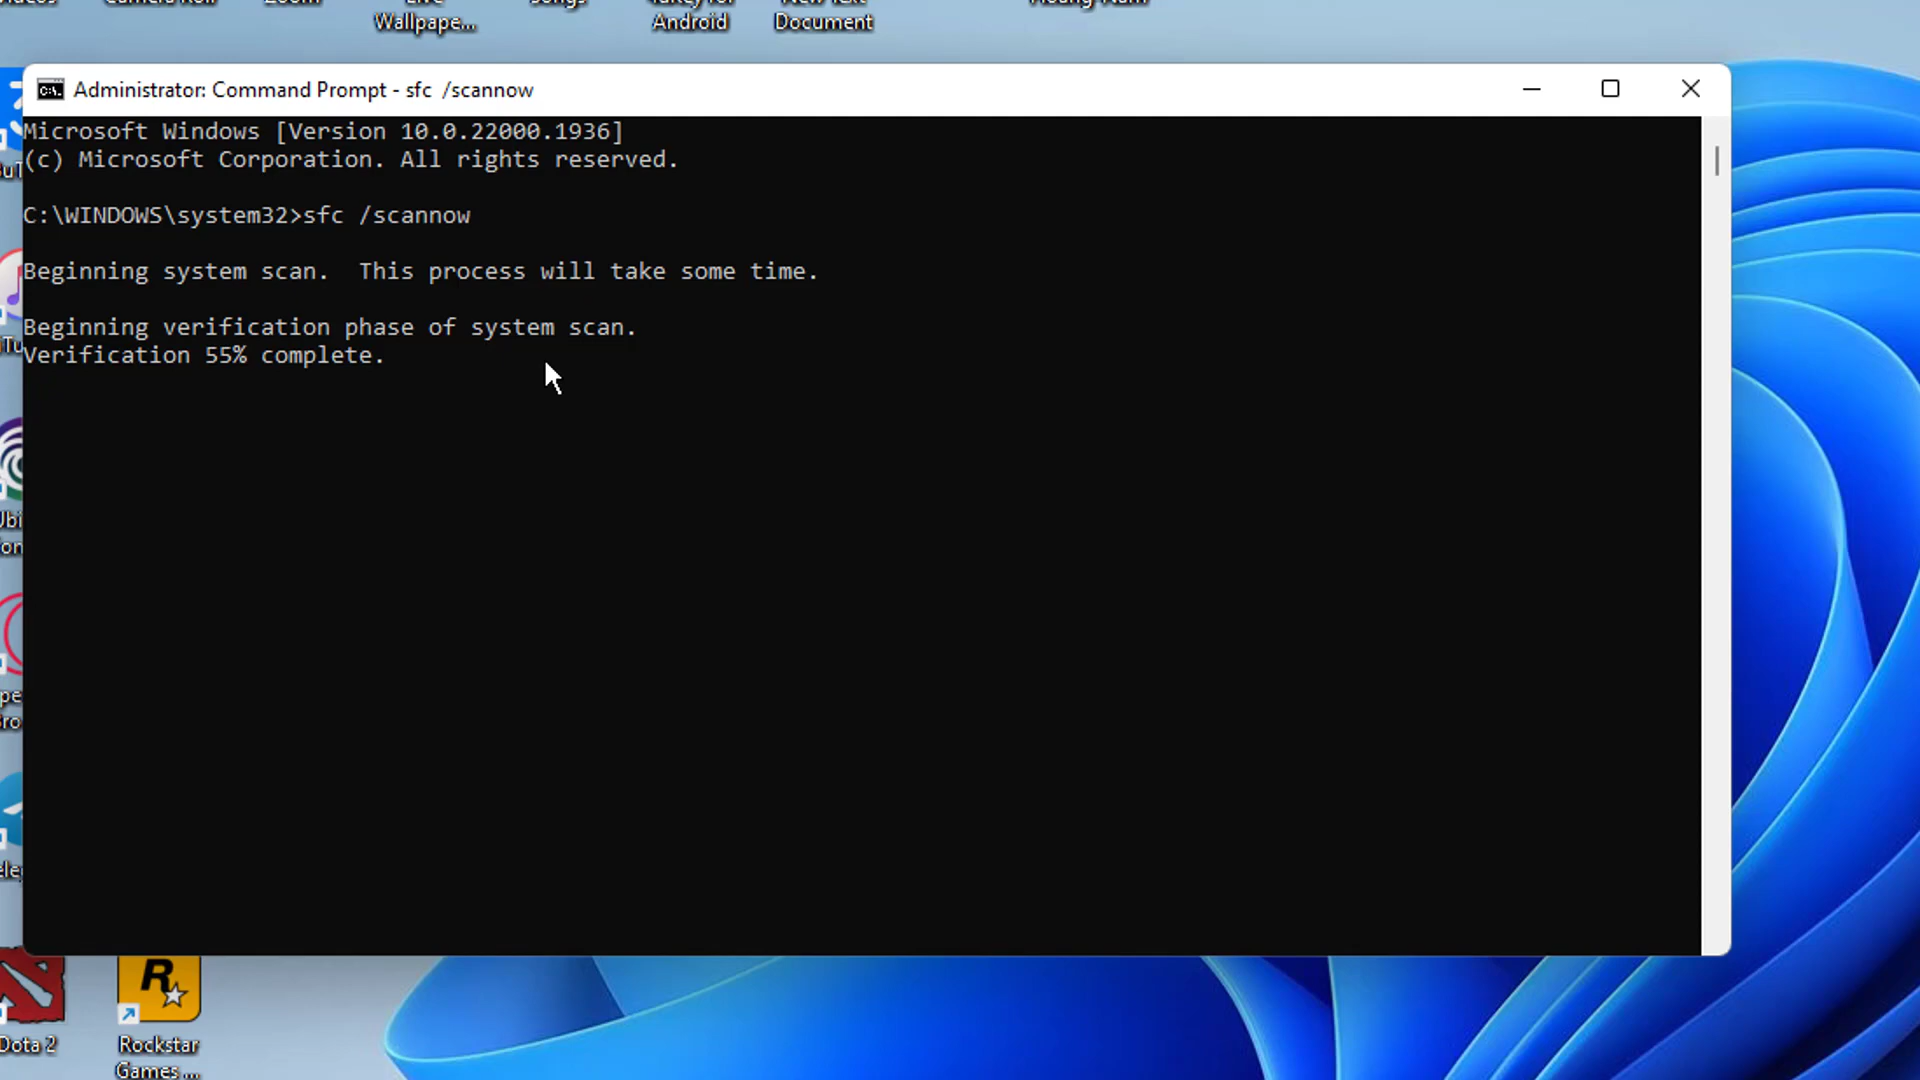 Wallpape...
Android
Document
Administrator: Command Prompt - sfc /scannow
Microsoft Windows [Version 10.0.22000.1936]
(c) Microsoft Corporation. All rights reserved.
C:\WINDOWS\system32>sfc /scannow
Beginning system scan. This process will take some time.
Beginning verification phase of system scan.
Verification 55% complete.
Dota 2
Rockstar
Games ...